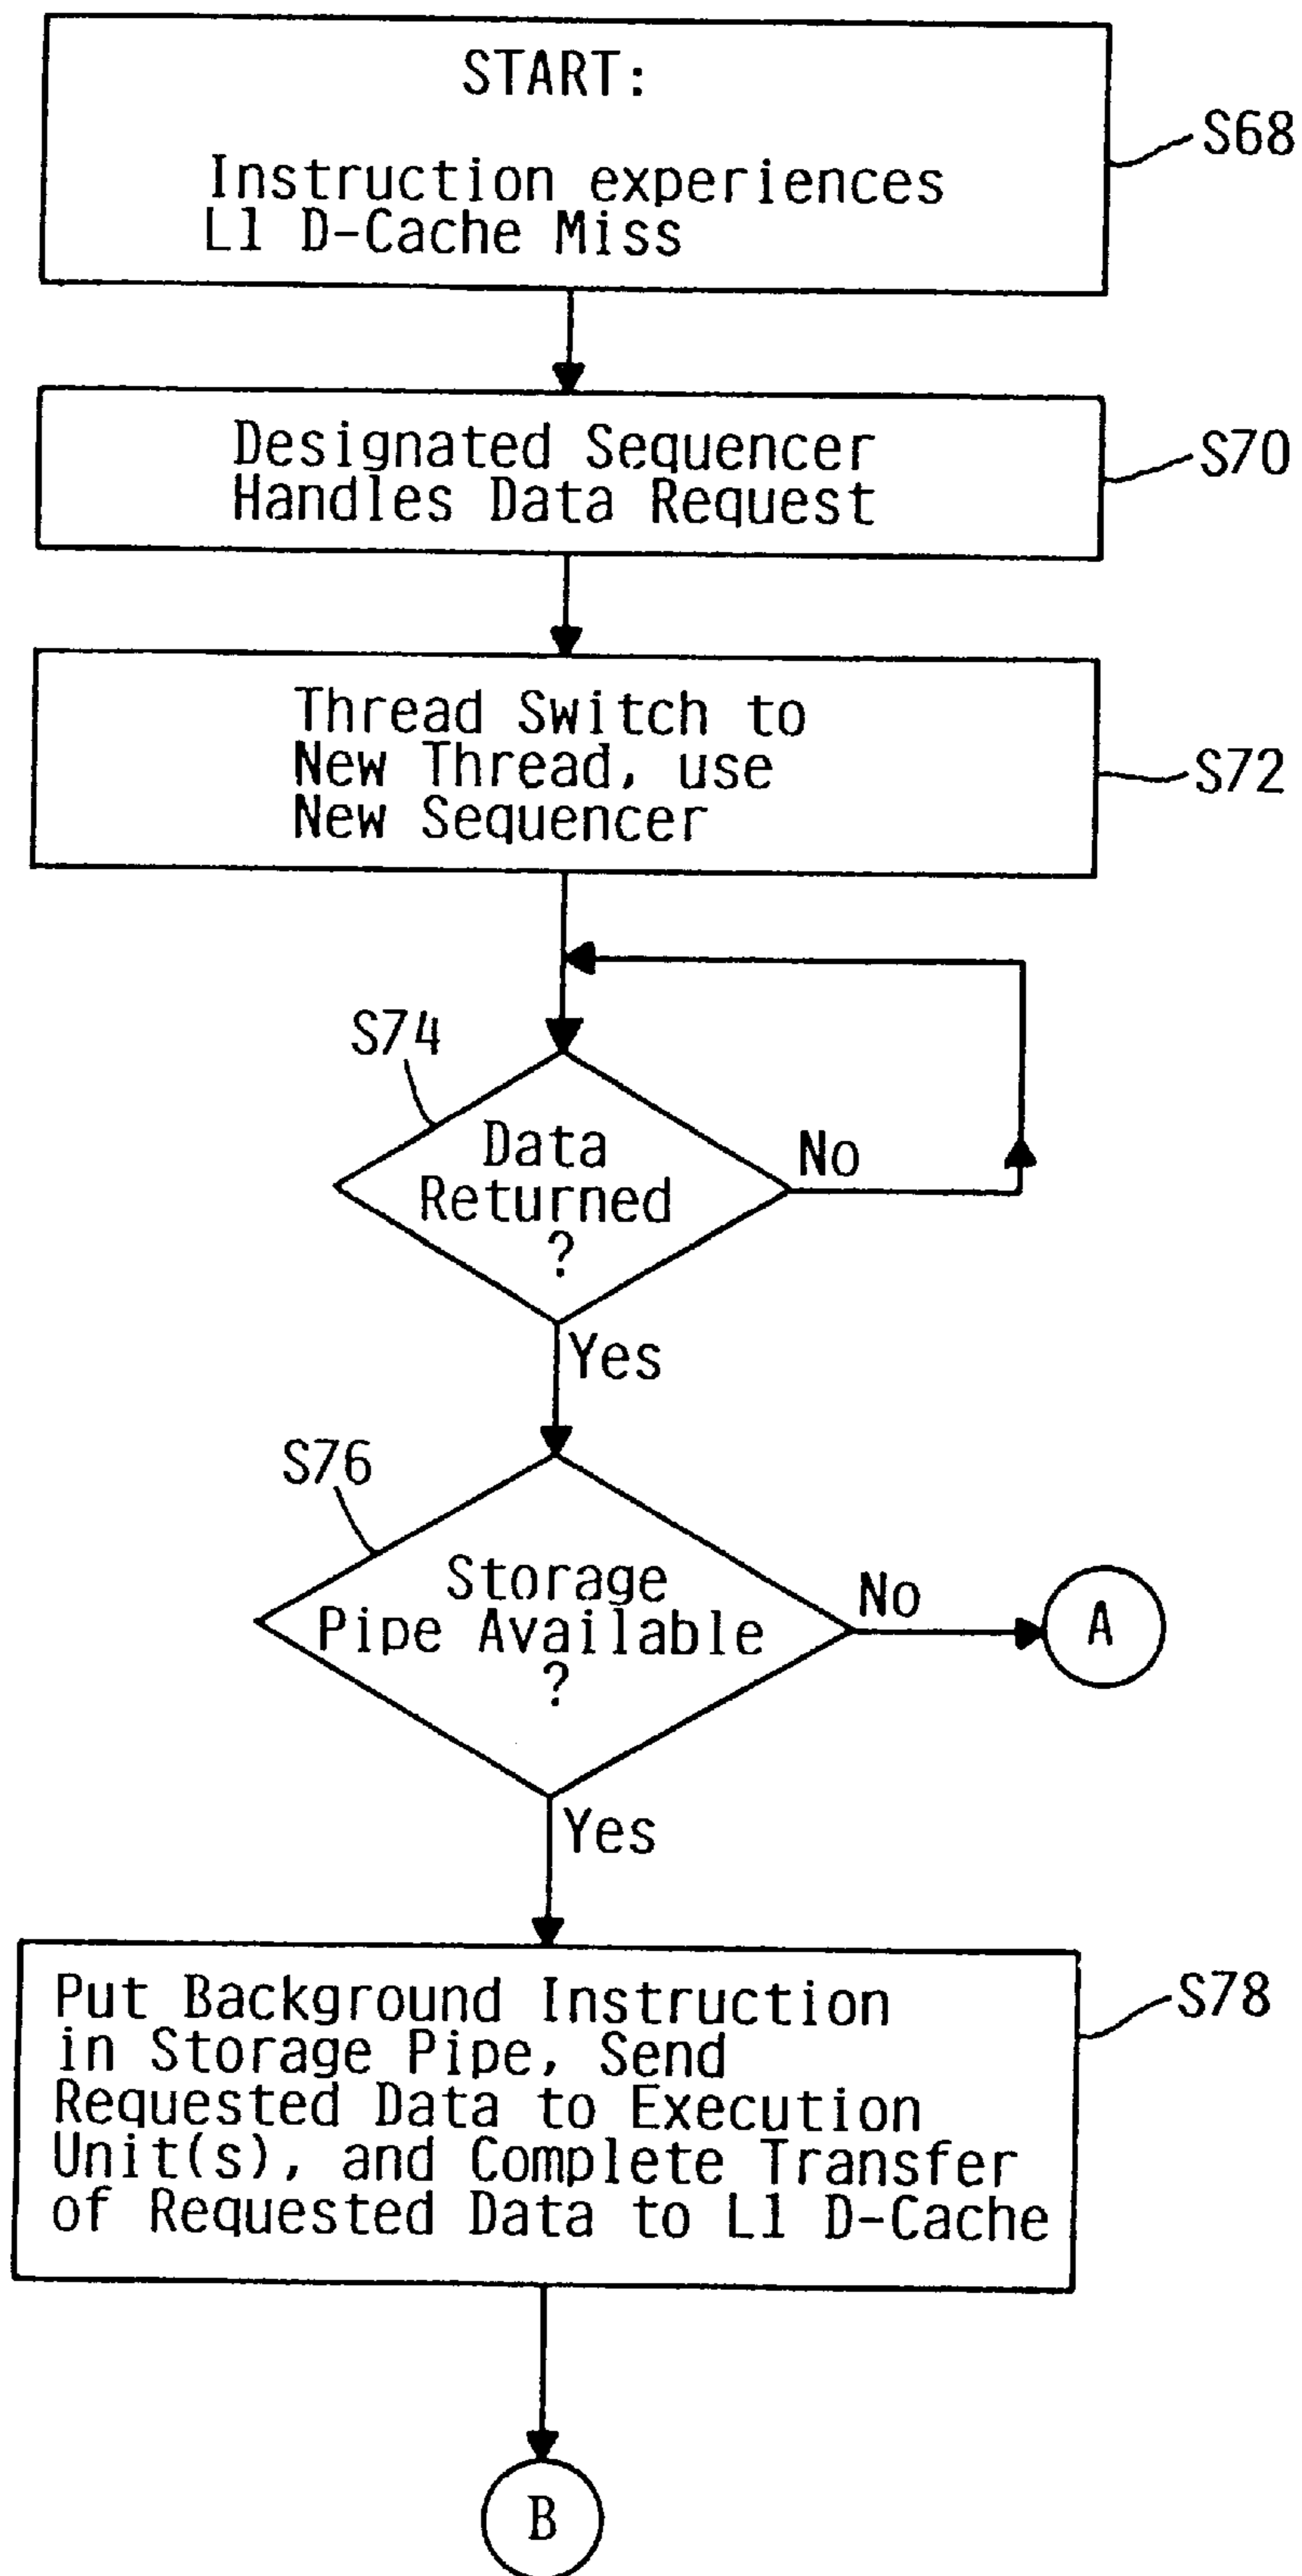 START:
S68
Instruction experiences
L1 D-Cache Miss
Designated Sequencer
Handles Data Request
S70
Thread Switch to
New Thread, use
New Sequencer
S72
S74
Data
Returned
?
No
Yes
S76
Storage
Pipe Available
?
No
A
Yes
Put Background Instruction
in Storage Pipe, Send
Requested Data to Execution
Unit(s), and Complete Transfer
of Requested Data to L1 D-Cache
S78
B